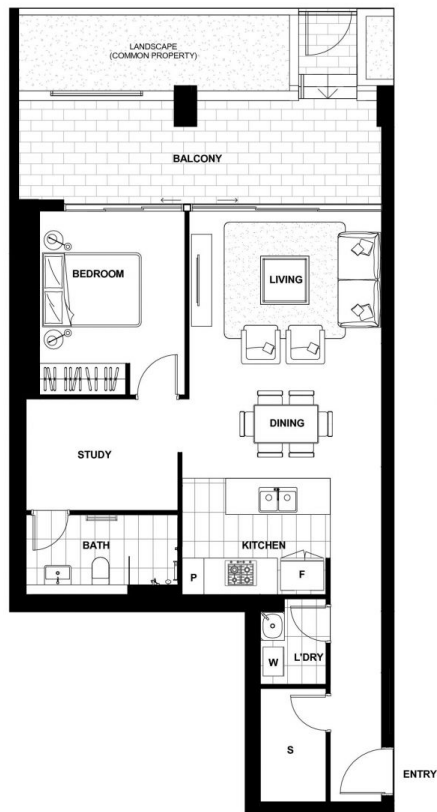 LANDSCAPE
(COMMON PROPERTY)
BALCONY
BEDROOM
LIVING
DINING
STUDY
BATH
KITCHEN
P
F
W
L'DRY
S
ENTRY